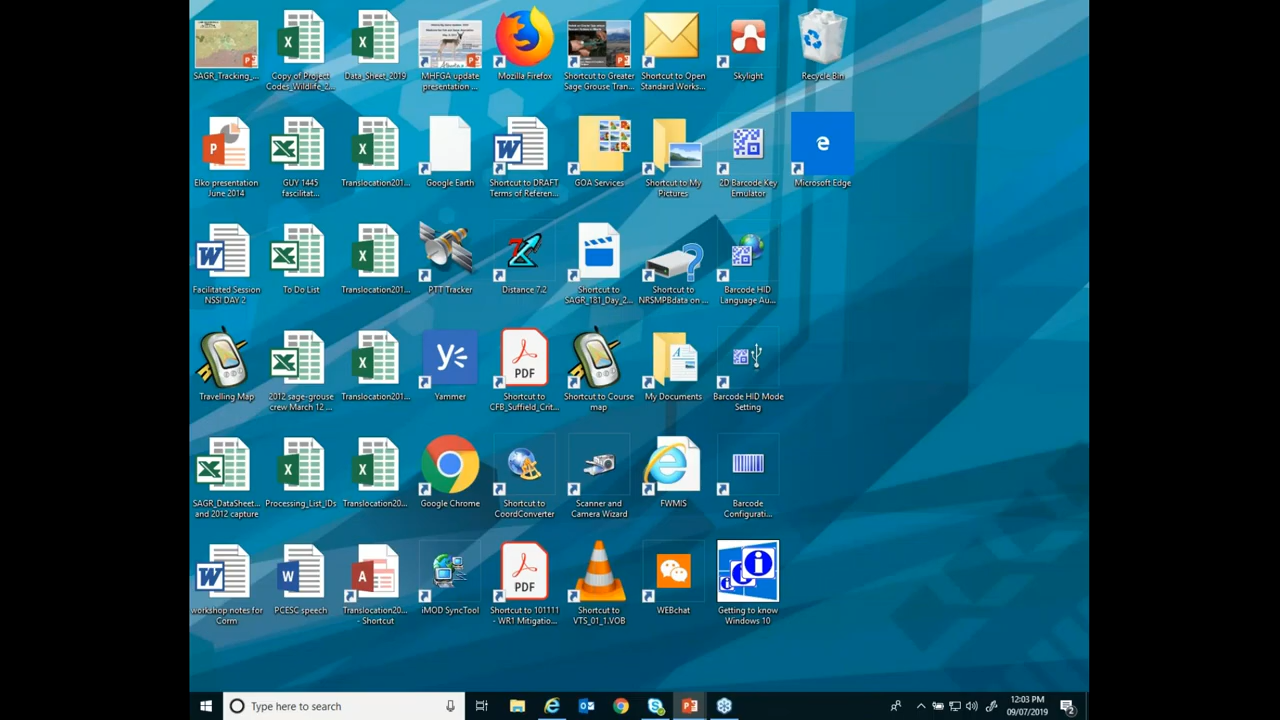 SAGR_Tracking_...
Copy of Project
Codes_Wildlife_2...
Data_Sheet_2019
MHFGA update
presentation ...
Mozilla Firefox
Shortcut to Greater
Sage Grouse Tran...
Shortcut to Open
Standard Works...
Skylight
Recycle Bin
Elko presentation
June 2014
GUY 1445
fascilitat...
Translocation201...
Google Earth
Shortcut to DRAFT
Terms of Referen...
GOA Services
Shortcut to My
Pictures
2D Barcode Key
Emulator
Microsoft Edge
Facilitated Session
NSSI DAY 2
To Do List
Translocation201...
PTT Tracker
Distance 7.2
Shortcut to
SAGR_181_Day_2...
Shortcut to
NRSMPBdata on ...
Barcode HID
Language Au...
Travelling Map
2012 sage-grouse
crew March 12 ...
Translocation201...
Yammer
PDF
Shortcut to
CFB_Suffield_Crit...
Shortcut to Course
map
My Documents
Barcode HID Mode
Setting
SAGR_DataSheet...
and 2012 capture
Processing_List_IDs
Translocation20...
Google Chrome
Shortcut to
CoordConverter
Scanner and
Camera Wizard
FWMIS
Barcode
Configurati...
workshop notes for
Corm
PCESC speech
Translocation20...
- Shortcut
iMOD SyncTool
PDF
Shortcut to 101111
- WR1 Mitigatio...
Shortcut to
VTS_01_1.VOB
WEBchat
Getting to know
Windows 10
Type here to search
12:03 PM
09/07/2019
2